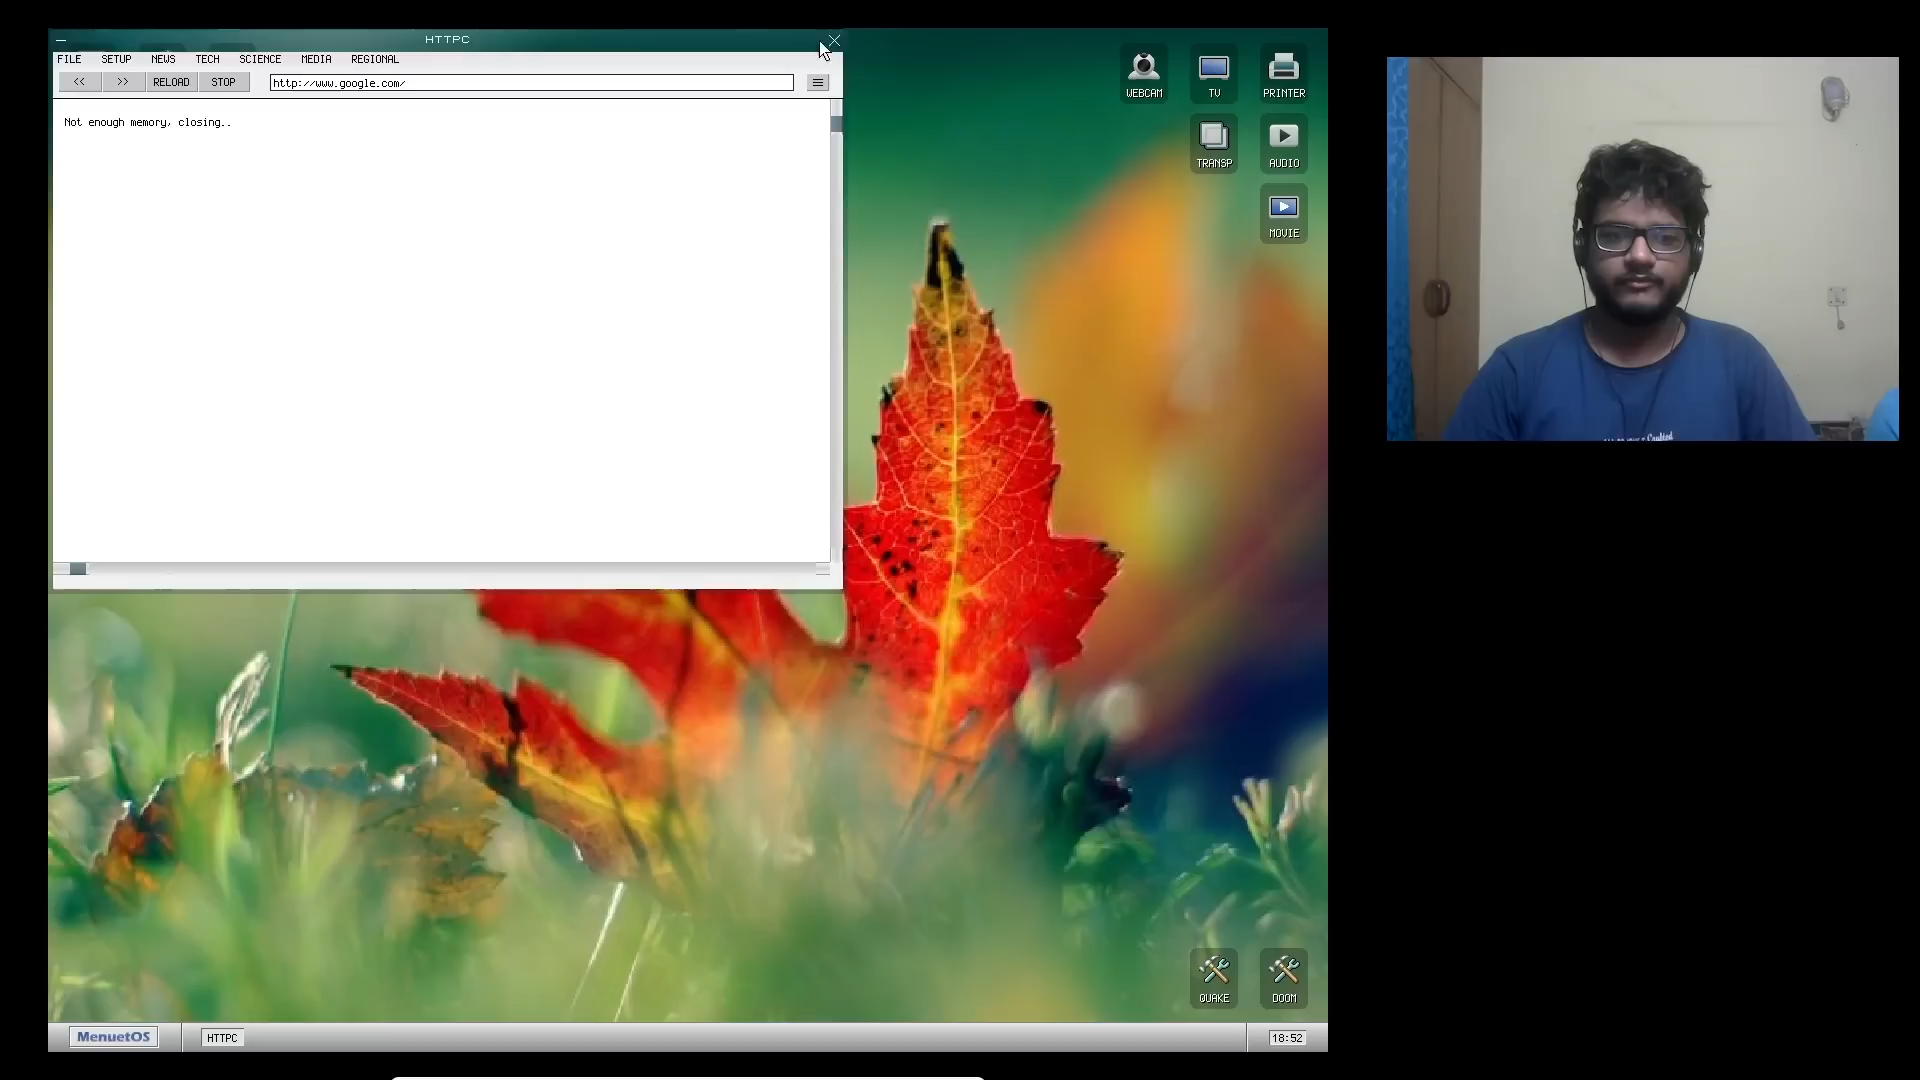 HTTPC
FILE SETUP NEWS TECH SCIENCE MEDIA REGIONAL
<< >> RELOAD STOP http://www.google.com/
Not enough memory, closing..
WEBCAM TV PRINTER
TRANSP AUDIO
MOVIE
QUAKE DOOM
MenuetOS HTTPC 18:52